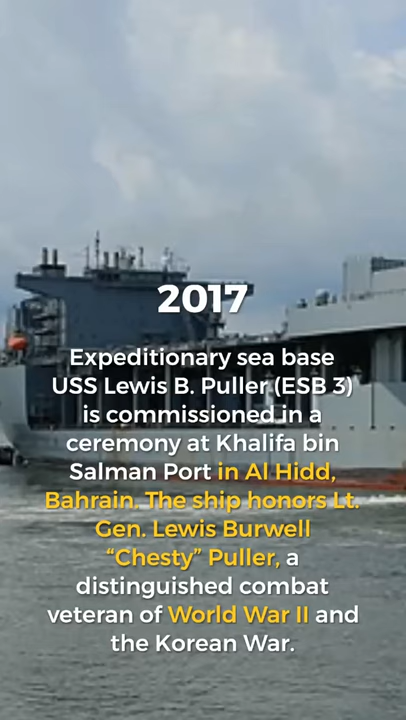 2017
Expeditionary sea base
USS Lewis B. Puller (ESB 3)
is commissioned in a
ceremony at Khalifa bin
Salman Port in Al Hidd,
Bahrain. The ship honors Lt.
Gen. Lewis Burwell
“Chesty” Puller, a
distinguished combat
veteran of World War II and
the Korean War.